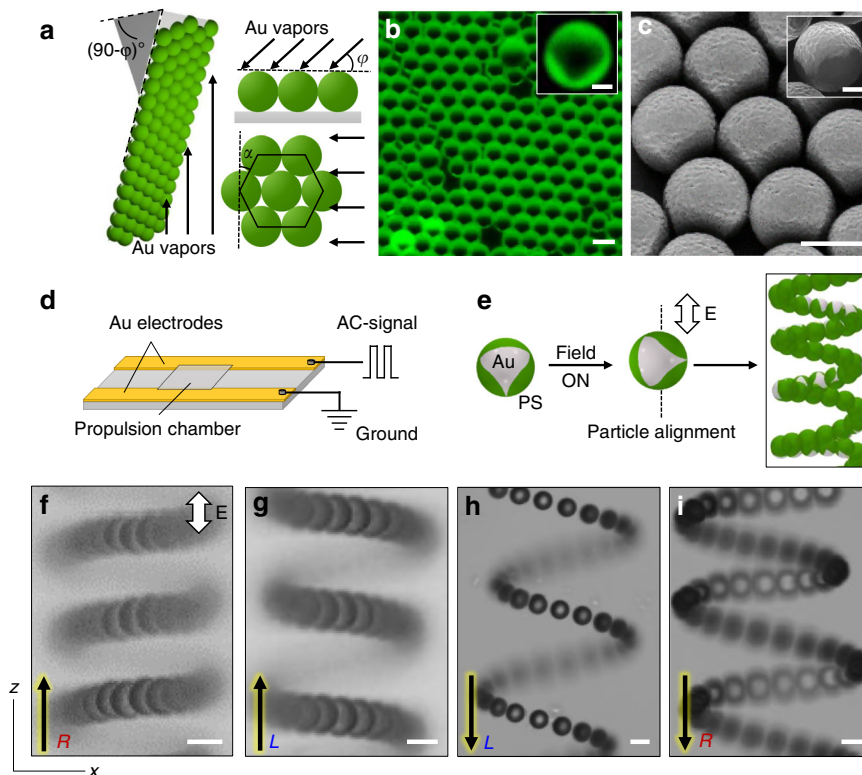 a
(90-φ)°
Au vapors
Au vapors
φ
α
b
c
d
Au electrodes
AC-signal
Propulsion chamber
Ground
e
Au
PS
Field
ON
E
Particle alignment
f
E
R
g
L
h
L
i
R
z
x